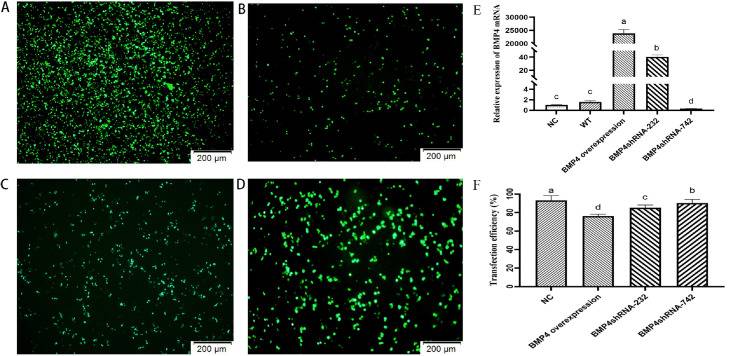 A
200 μm
B
200 μm
C
200 μm
D
200 μm
E
Relative expression of BMP4 mRNA
30000
25000
20000
60
40
20
4
2
0
c
c
a
b
d
NC
WT
BMP4 overexpression
BMP4shRNA-232
BMP4shRNA-742
F
Transfection efficiency (%)
100
80
60
40
20
0
a
d
c
b
NC
BMP4 overexpression
BMP4shRNA-232
BMP4shRNA-742